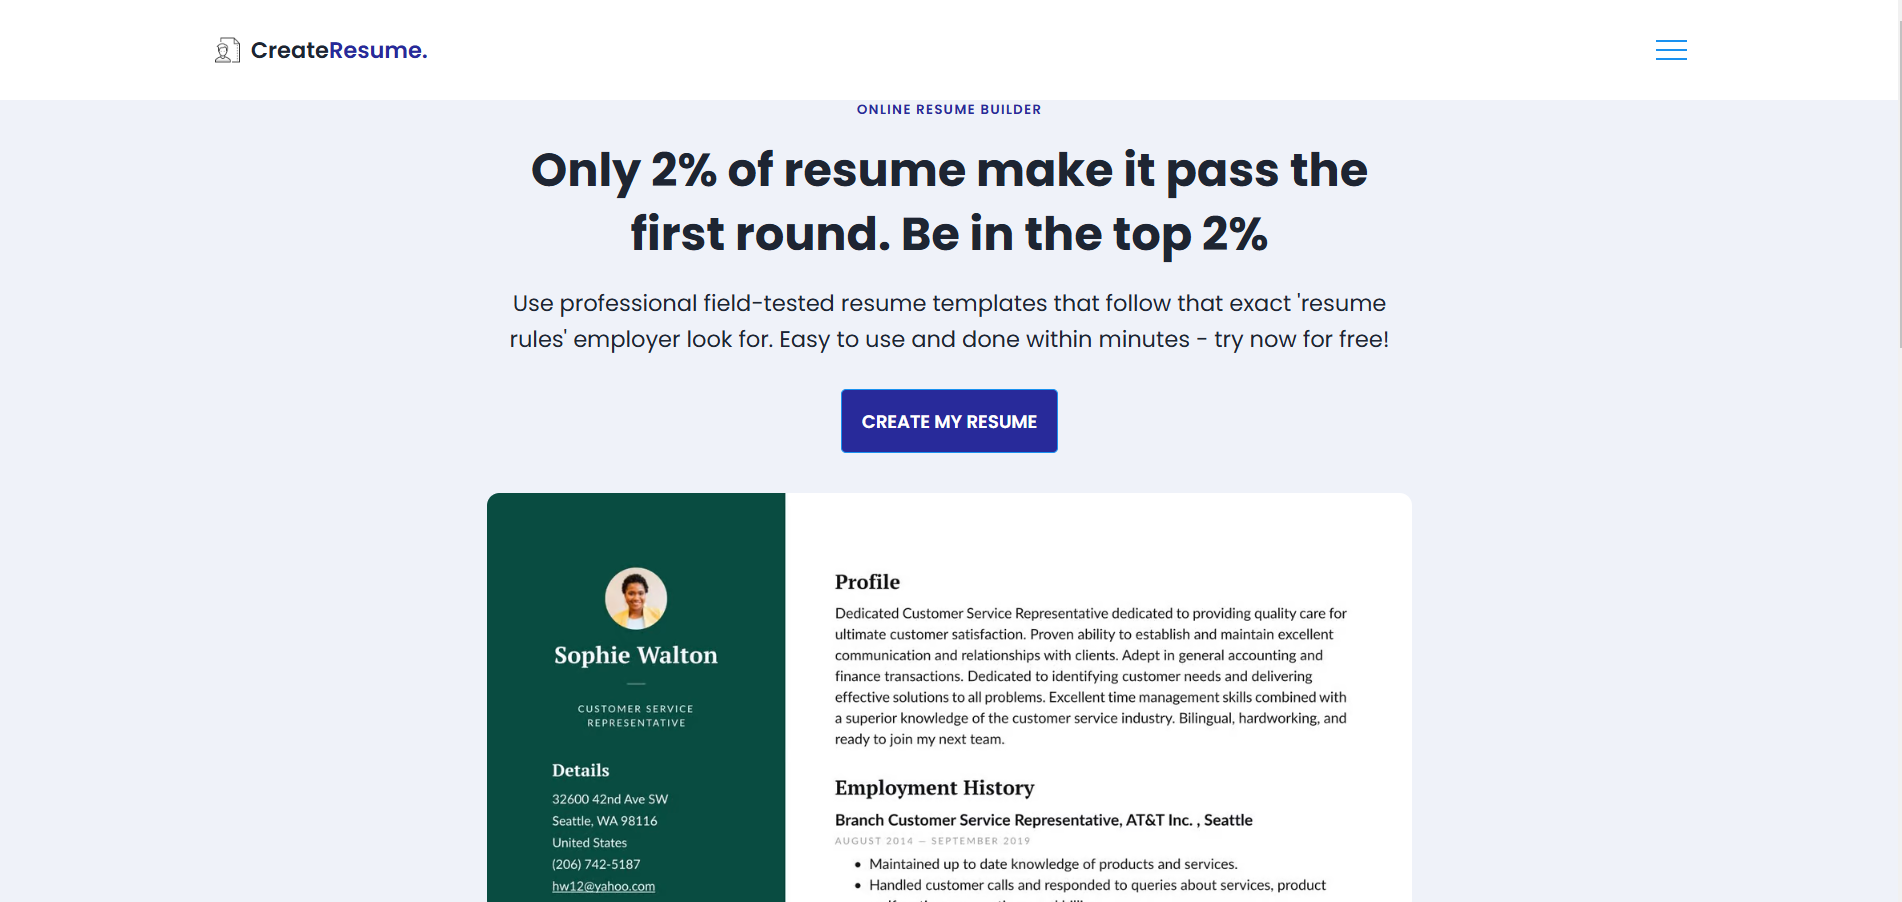 CreateResume.
ONLINE RESUME BUILDER
Only 2% of resume make it pass the
first round. Be in the top 2%
Use professional field-tested resume templates that follow that exact 'resume
rules' employer look for. Easy to use and done within minutes - try now for free!
CREATE MY RESUME
Sophie Walton
CUSTOMER SERVICE
REPRESENTATIVE
Details
32600 42nd Ave SW
Seattle, WA 98116
United States
(206) 742-5187
hw12@yahoo.com
Profile
Dedicated Customer Service Representative dedicated to providing quality care for
ultimate customer satisfaction. Proven ability to establish and maintain excellent
communication and relationships with clients. Adept in general accounting and
finance transactions. Dedicated to identifying customer needs and delivering
effective solutions to all problems. Excellent time management skills combined with
a superior knowledge of the customer service industry. Bilingual, hardworking, and
ready to join my next team.
Employment History
Branch Customer Service Representative, AT&T Inc. , Seattle
AUGUST 2014 — SEPTEMBER 2019
• Maintained up to date knowledge of products and services.
• Handled customer calls and responded to queries about services, product